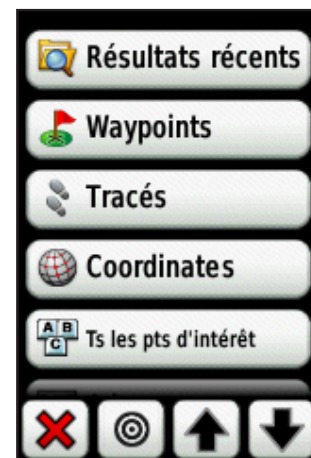 Résultats récents
Waypoints
Tracés
Coordinates
A B
C
Ts les pts d'intérêt